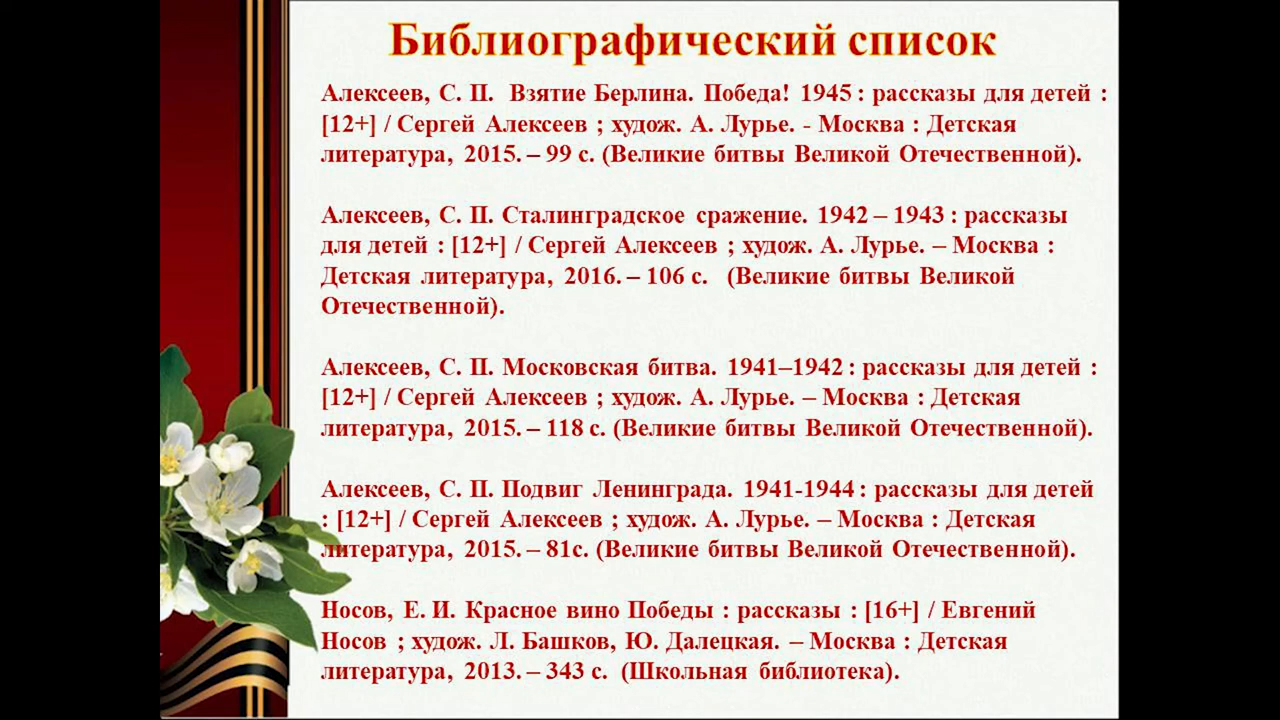 Библиографический список
Алексеев, С. П. Взятие Берлина. Победа! 1945 : рассказы для детей :
[12+] / Сергей Алексеев ; худож. А. Лурье. - Москва : Детская
литература, 2015. – 99 с. (Великие битвы Великой Отечественной).
Алексеев, С. П. Сталинградское сражение. 1942 – 1943 : рассказы
для детей : [12+] / Сергей Алексеев ; худож. А. Лурье. – Москва :
Детская литература, 2016. – 106 с. (Великие битвы Великой
Отечественной).
Алексеев, С. П. Московская битва. 1941–1942 : рассказы для детей :
[12+] / Сергей Алексеев ; худож. А. Лурье. – Москва : Детская
литература, 2015. – 118 с. (Великие битвы Великой Отечественной).
Алексеев, С. П. Подвиг Ленинграда. 1941-1944 : рассказы для детей
: [12+] / Сергей Алексеев ; худож. А. Лурье. – Москва : Детская
литература, 2015. – 81с. (Великие битвы Великой Отечественной).
Носов, Е. И. Красное вино Победы : рассказы : [16+] / Евгений
Носов ; худож. Л. Башков, Ю. Далецкая. – Москва : Детская
литература, 2013. – 343 с. (Школьная библиотека).